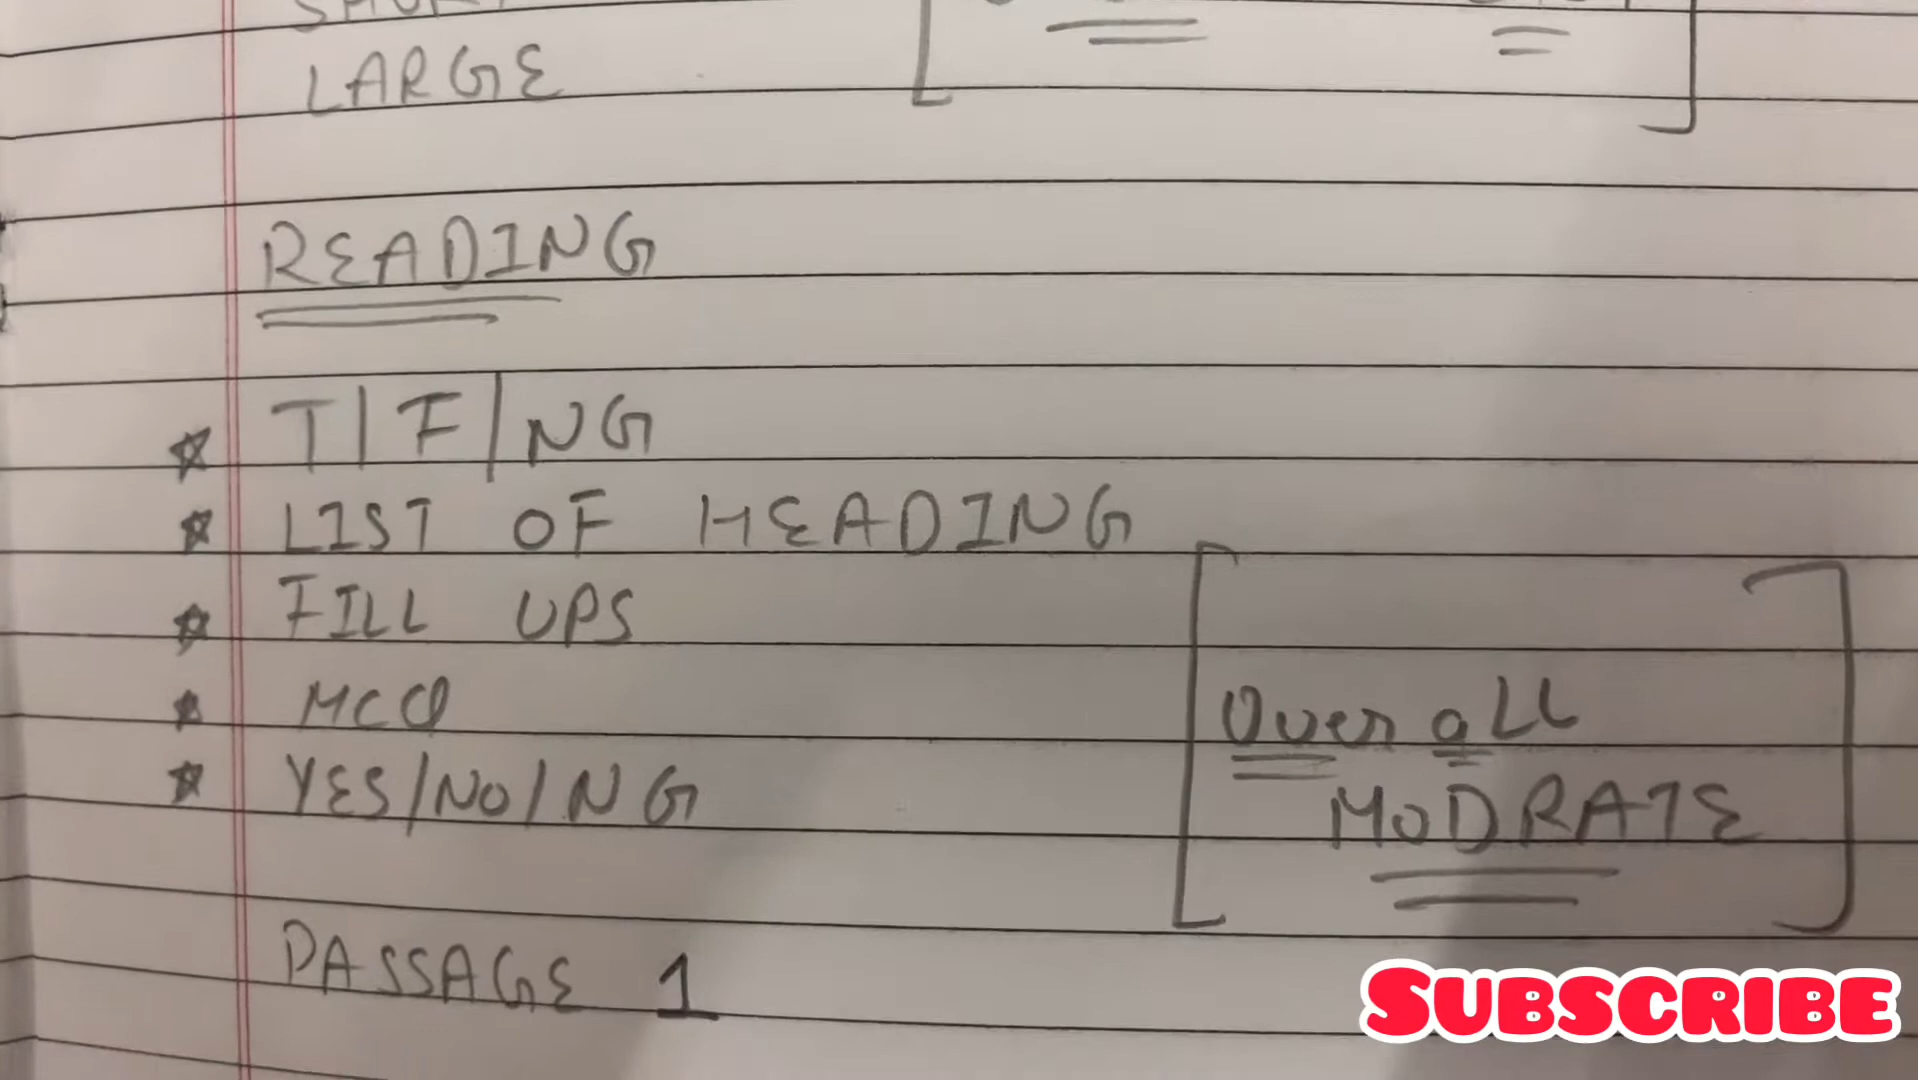 LARGE
READING
T/F/NG
LIST OF HEADING
FILL UPS
MCQ
YES/NO/NG
Over all
MODRATE
PASSAGE 1
SUBSCRIBE